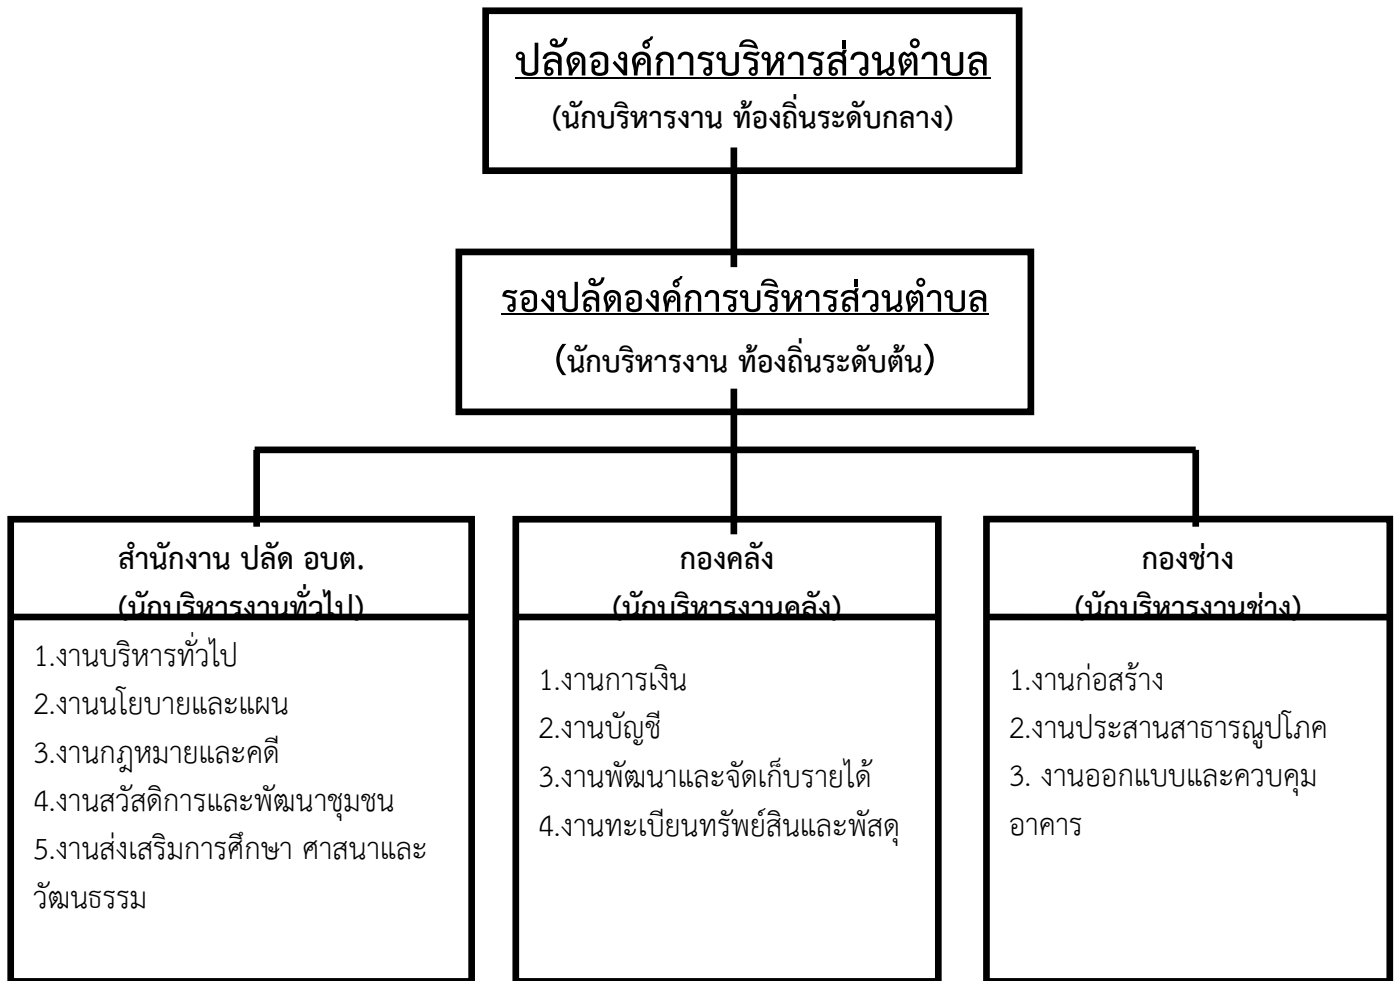 ปลัดองค์การบริหารส่วนตำบล
(นักบริหารงาน ท้องถิ่นระดับกลาง)
รองปลัดองค์การบริหารส่วนตำบล
(นักบริหารงาน ท้องถิ่นระดับต้น)
สำนักงาน ปลัด อบต.
(นักบริหารงานทั่วไป)
1.งานบริหารทั่วไป
2.งานนโยบายและแผน
3.งานกฎหมายและคดี
4.งานสวัสดิการและพัฒนาชุมชน
5.งานส่งเสริมการศึกษา ศาสนาและ
วัฒนธรรม
กองคลัง
(นักบริหารงานคลัง)
1.งานการเงิน
2.งานบัญชี
3.งานพัฒนาและจัดเก็บรายได้
4.งานทะเบียนทรัพย์สินและพัสดุ
กองช่าง
(นักบริหารงานช่าง)
1.งานก่อสร้าง
2.งานประสานสาธารณูปโภค
3. งานออกแบบและควบคุม
อาคาร